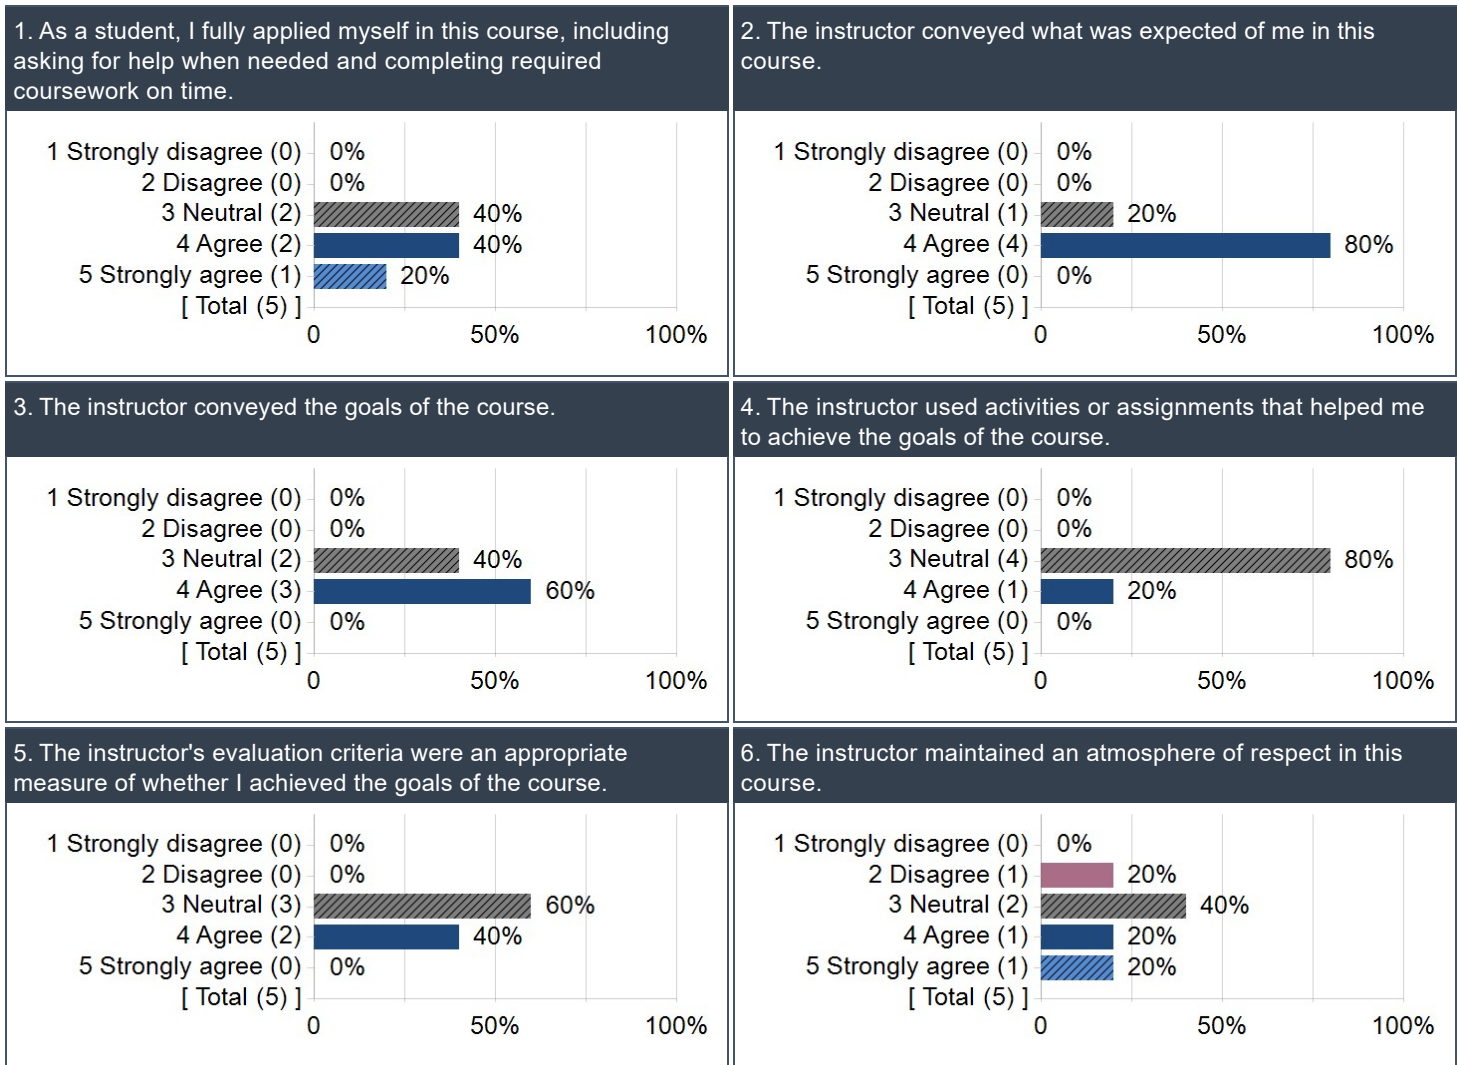 1. As a student, I fully applied myself in this course, including
asking for help when needed and completing required
coursework on time.
1 Strongly disagree (0) 0%
2 Disagree (0) 0%
3 Neutral (2) 40%
4 Agree (2) 40%
5 Strongly agree (1) 20%
[ Total (5) ]
0 50% 100%
2. The instructor conveyed what was expected of me in this
course.
1 Strongly disagree (0) 0%
2 Disagree (0) 0%
3 Neutral (1) 20%
4 Agree (4) 80%
5 Strongly agree (0) 0%
[ Total (5) ]
0 50% 100%
3. The instructor conveyed the goals of the course.
1 Strongly disagree (0) 0%
2 Disagree (0) 0%
3 Neutral (2) 40%
4 Agree (3) 60%
5 Strongly agree (0) 0%
[ Total (5) ]
0 50% 100%
4. The instructor used activities or assignments that helped me
to achieve the goals of the course.
1 Strongly disagree (0) 0%
2 Disagree (0) 0%
3 Neutral (4) 80%
4 Agree (1) 20%
5 Strongly agree (0) 0%
[ Total (5) ]
0 50% 100%
5. The instructor's evaluation criteria were an appropriate
measure of whether I achieved the goals of the course.
1 Strongly disagree (0) 0%
2 Disagree (0) 0%
3 Neutral (3) 60%
4 Agree (2) 40%
5 Strongly agree (0) 0%
[ Total (5) ]
0 50% 100%
6. The instructor maintained an atmosphere of respect in this
course.
1 Strongly disagree (0) 0%
2 Disagree (1) 20%
3 Neutral (2) 40%
4 Agree (1) 20%
5 Strongly agree (1) 20%
[ Total (5) ]
0 50% 100%